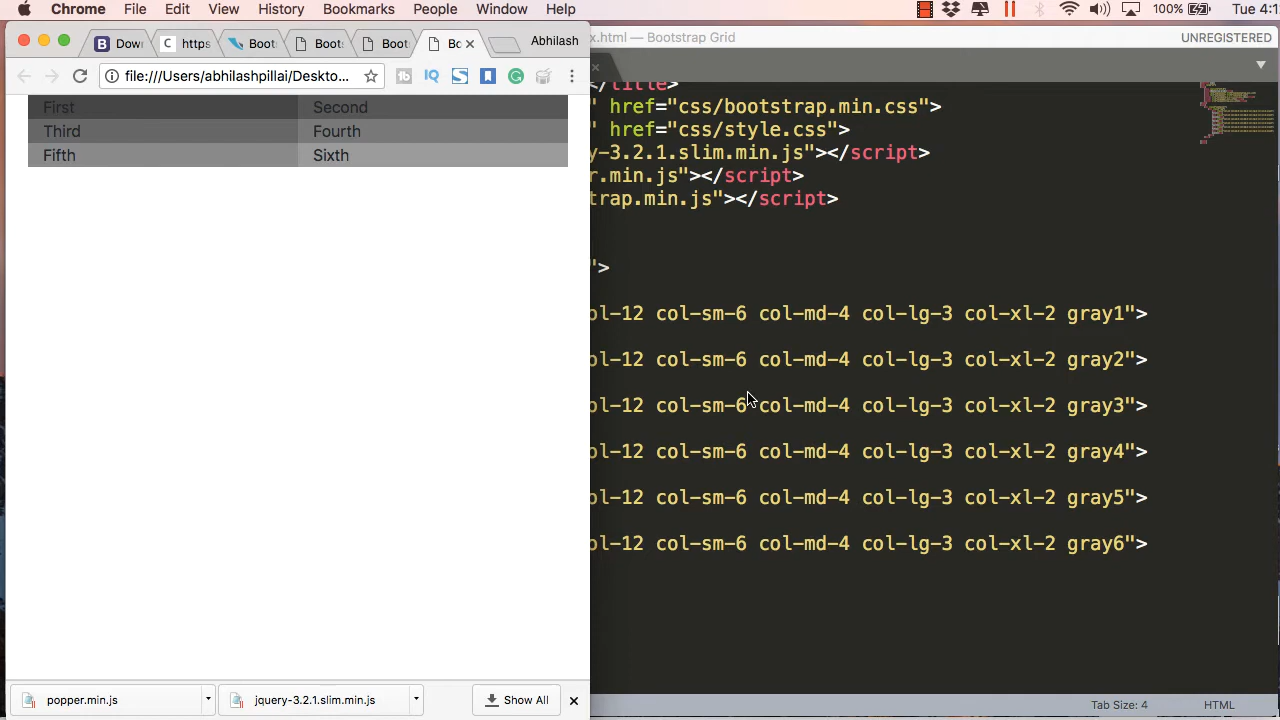 Chrome File Edit View History Bookmarks People Window Help 100% Tue 4:1
Dow https Boot Boot Boot Bo Abhilash
x.html — Bootstrap Grid UNREGISTERED
file:///Users/abhilashpillai/Deskto...
First Second
Third Fourth
Fifth Sixth
</title>
" href="css/bootstrap.min.css">
" href="css/style.css">
y-3.2.1.slim.min.js"></script>
r.min.js"></script>
trap.min.js"></script>
">
ol-12 col-sm-6 col-md-4 col-lg-3 col-xl-2 gray1">
ol-12 col-sm-6 col-md-4 col-lg-3 col-xl-2 gray2">
ol-12 col-sm-6 col-md-4 col-lg-3 col-xl-2 gray3">
ol-12 col-sm-6 col-md-4 col-lg-3 col-xl-2 gray4">
ol-12 col-sm-6 col-md-4 col-lg-3 col-xl-2 gray5">
ol-12 col-sm-6 col-md-4 col-lg-3 col-xl-2 gray6">
popper.min.js jquery-3.2.1.slim.min.js Show All
Tab Size: 4 HTML